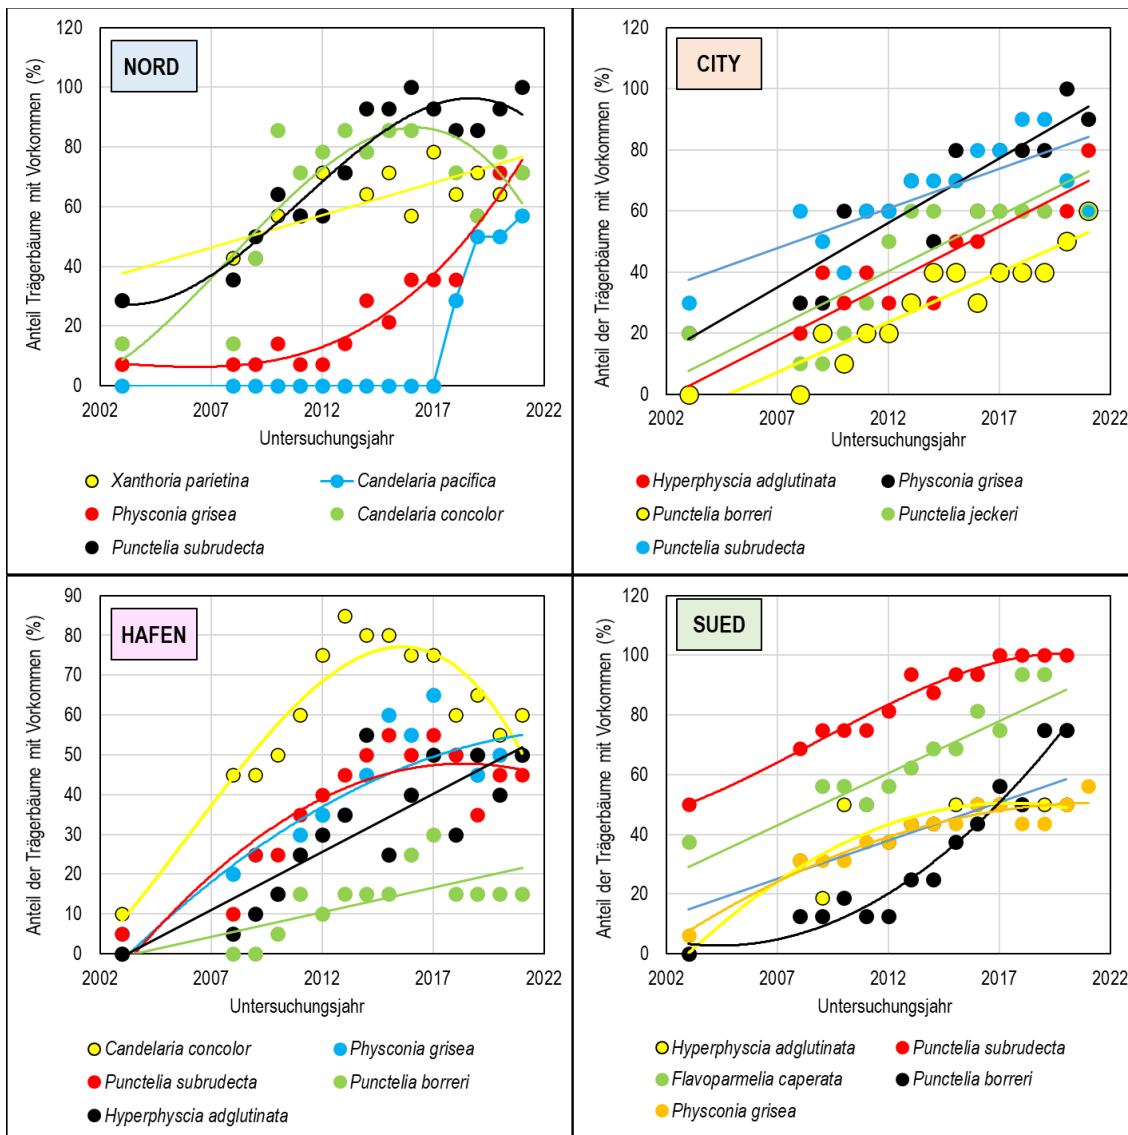 NORD
Anteil Trägerbäume mit Vorkommen (%)
120
100
80
60
40
20
0
2002 2007 2012 2017 2022
Untersuchungsjahr
Xanthoria parietina Candelaria pacifica
Physconia grisea Candelaria concolor
Punctelia subrudecta
CITY
Anteil der Trägerbäume mit Vorkommen (%)
120
100
80
60
40
20
0
2002 2007 2012 2017 2022
Untersuchungsjahr
Hyperphyscia adglutinata Physconia grisea
Punctelia borreri Punctelia jeckeri
Punctelia subrudecta
HAFEN
Anteil der Trägerbäume mit Vorkommen (%)
90
80
70
60
50
40
30
20
10
0
2002 2007 2012 2017 2022
Untersuchungsjahr
Candelaria concolor Physconia grisea
Punctelia subrudecta Punctelia borreri
Hyperphyscia adglutinata
SUED
Anteil der Trägerbäume mit Vorkommen (%)
120
100
80
60
40
20
0
2002 2007 2012 2017 2022
Untersuchungsjahr
Hyperphyscia adglutinata Punctelia subrudecta
Flavoparmelia caperata Punctelia borreri
Physconia grisea